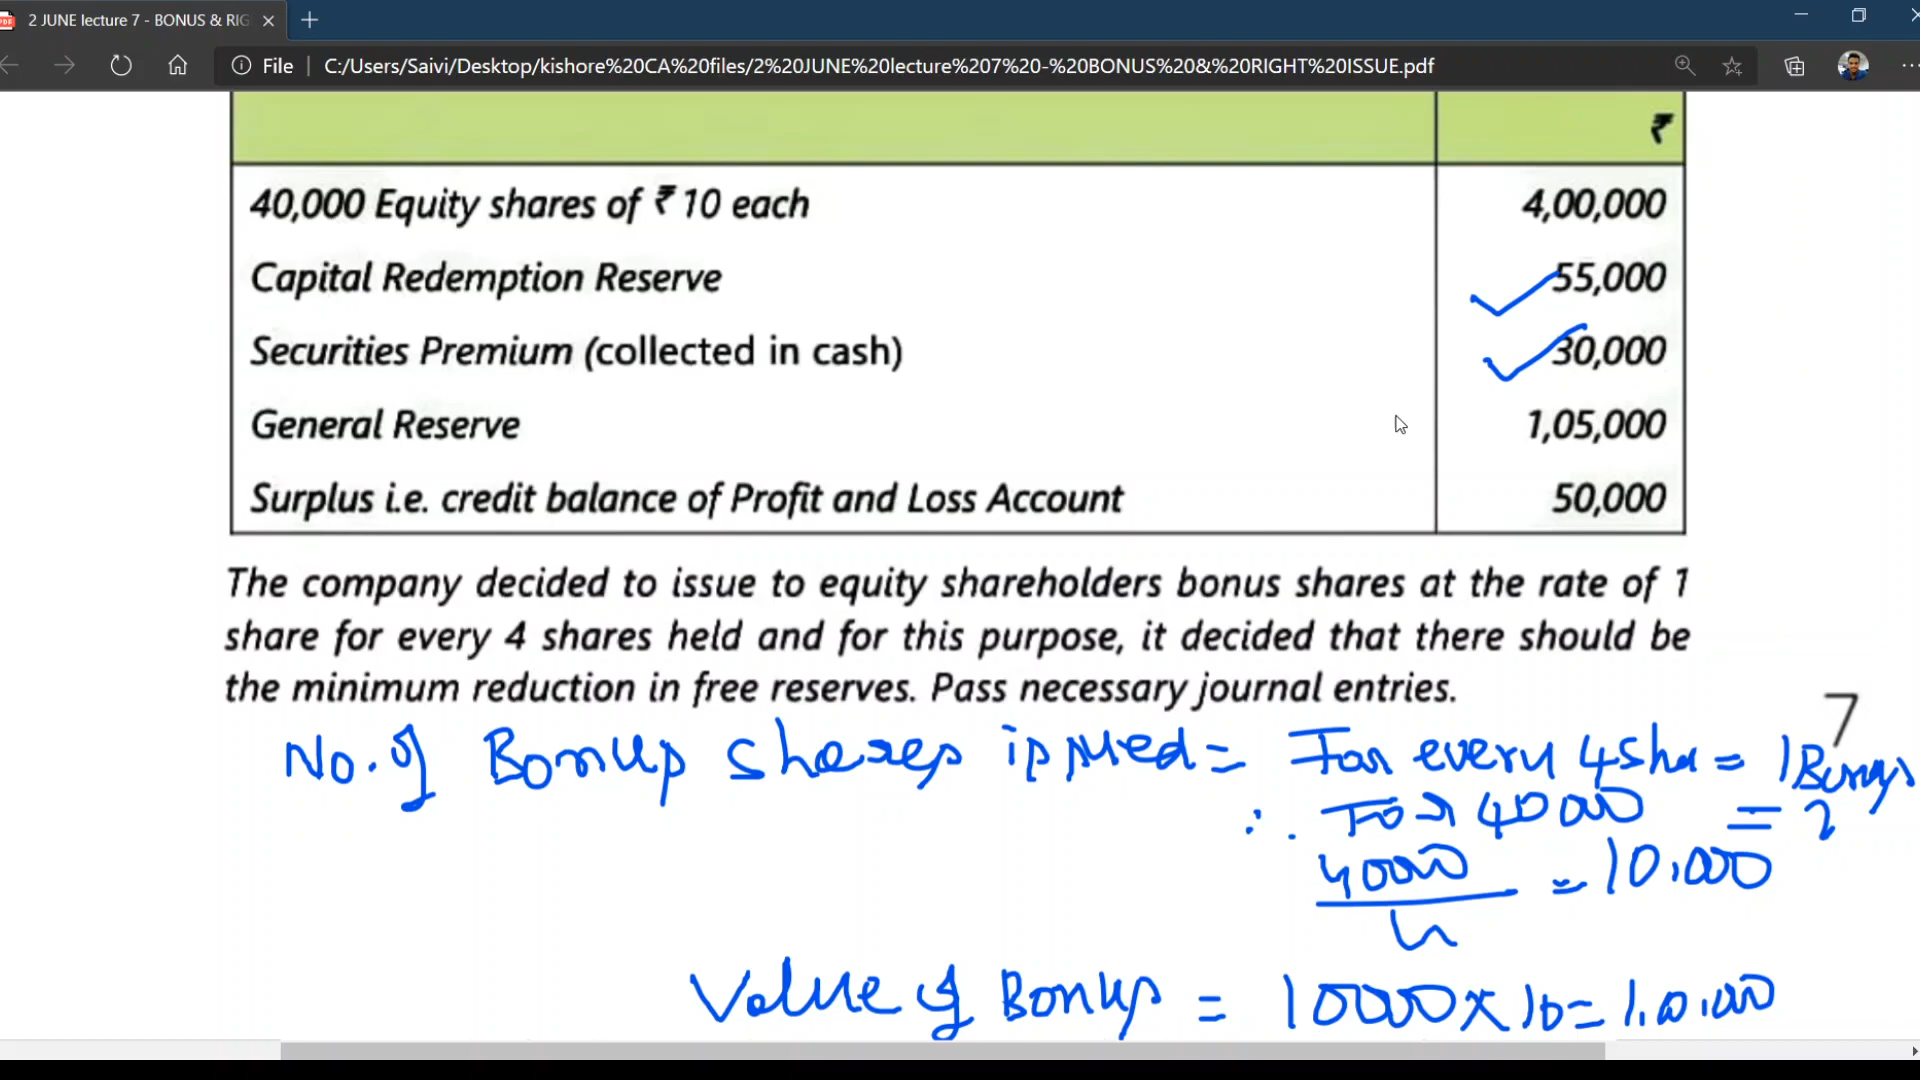 2 JUNE lecture 7 - BONUS & RIG
File | C:/Users/Saivi/Desktop/kishore%20CA%20files/2%20JUNE%20lecture%207%20-%20BONUS%20&%20RIGHT%20ISSUE.pdf
₹
40,000 Equity shares of ₹ 10 each 4,00,000
Capital Redemption Reserve 55,000
Securities Premium (collected in cash) 30,000
General Reserve 1,05,000
Surplus i.e. credit balance of Profit and Loss Account 50,000
The company decided to issue to equity shareholders bonus shares at the rate of 1
share for every 4 shares held and for this purpose, it decided that there should be
the minimum reduction in free reserves. Pass necessary journal entries.
7
No. of Bonus shares issued = For every 4 sha = 1 Bonus
∴ For 40000 = ?
40000 / 4 = 10,000
Value of Bonus = 10000 × 10 = 1,0,000